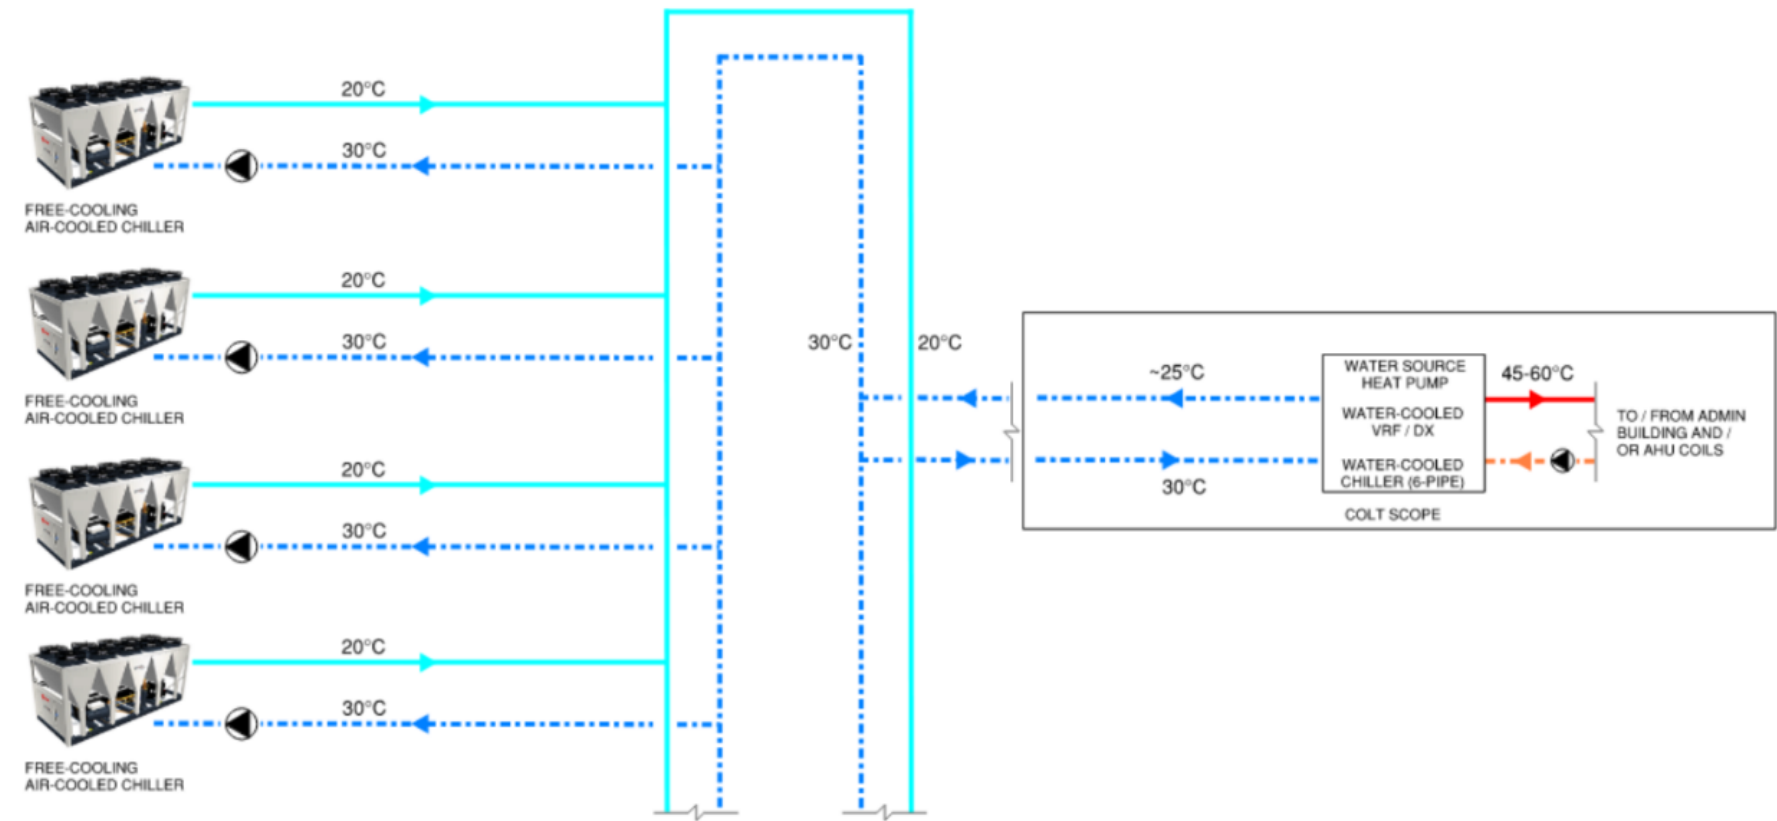 20°C
30°C
FREE-COOLING
AIR-COOLED CHILLER
20°C
30°C
FREE-COOLING
AIR-COOLED CHILLER
20°C
30°C
FREE-COOLING
AIR-COOLED CHILLER
20°C
30°C
FREE-COOLING
AIR-COOLED CHILLER
30°C
20°C
~25°C
30°C
WATER SOURCE
HEAT PUMP
WATER-COOLED
VRF / DX
WATER-COOLED
CHILLER (6-PIPE)
COLT SCOPE
45-60°C
TO / FROM ADMIN
BUILDING AND /
OR AHU COILS